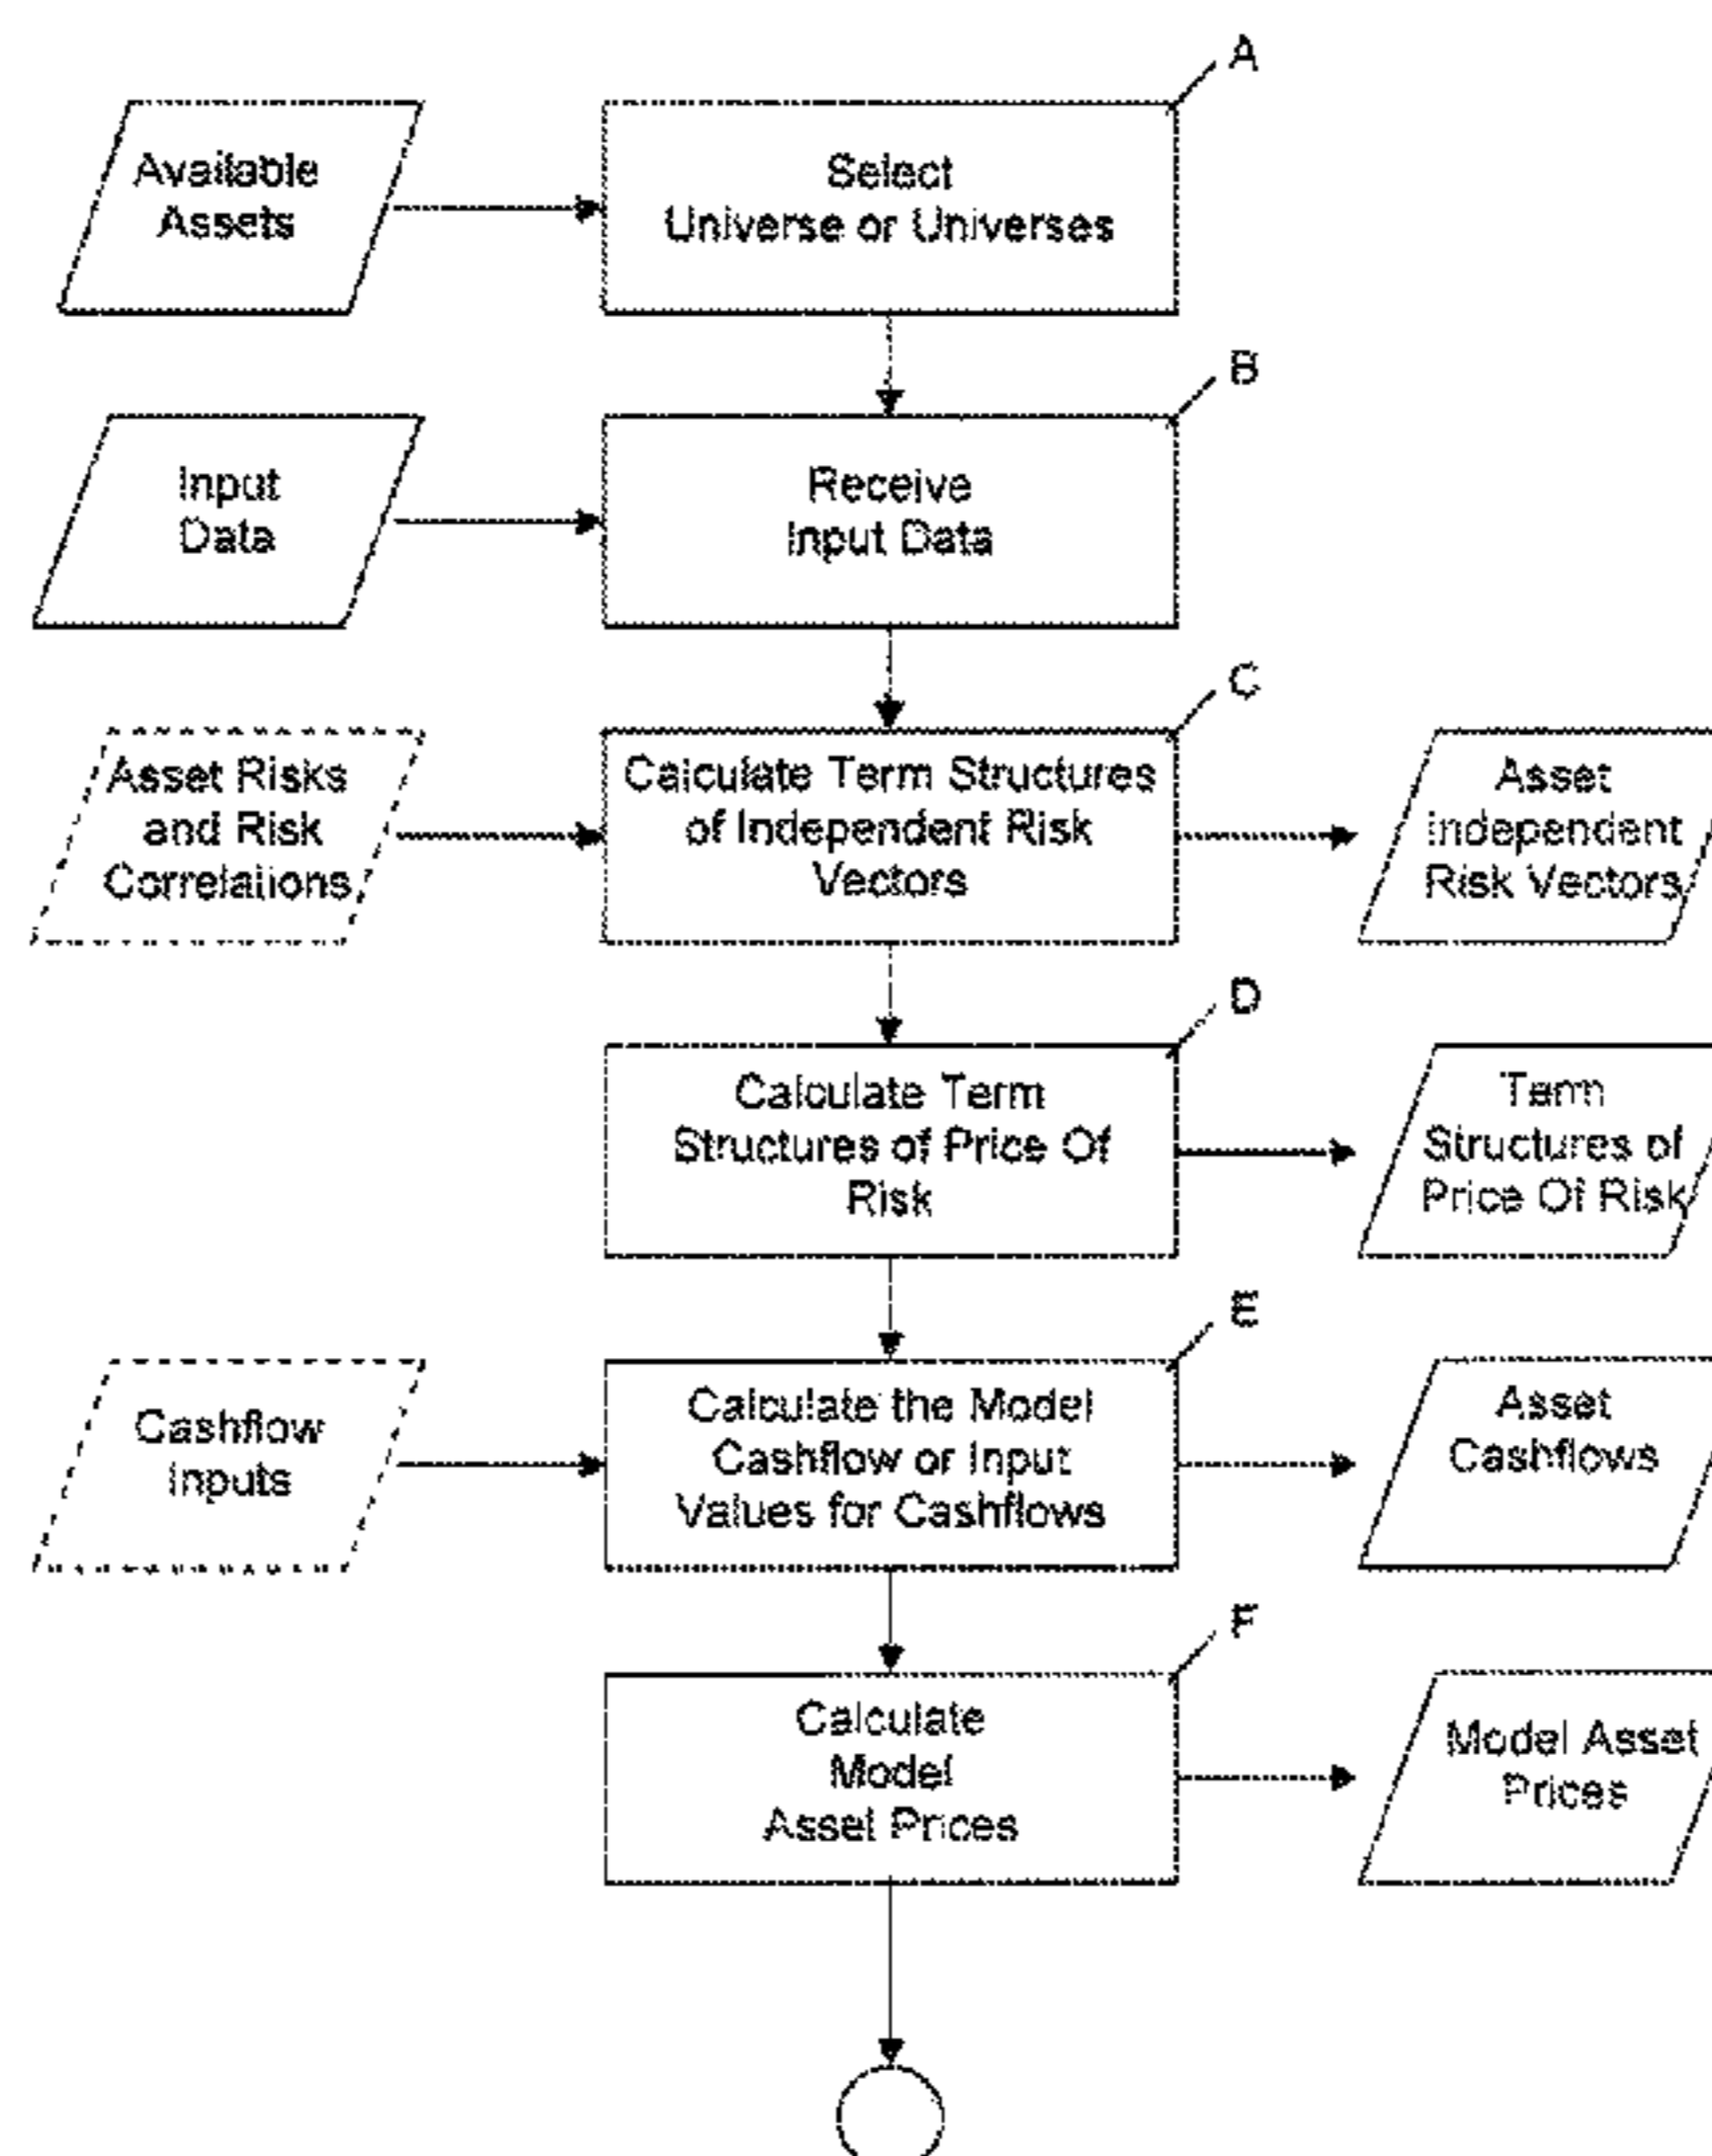 A
Available
Assets
Select
Universe or Universes
B
Input
Data
Receive
Input Data
C
Asset Risks
and Risk
Correlations
Calculate Term Structures
of Independent Risk
Vectors
Asset
Independent
Risk Vectors
D
Calculate Term
Structures of Price Of
Risk
Term
Structures of
Price Of Risk
E
Cashflow
Inputs
Calculate the Model
Cashflow or Input
Values for Cashflows
Asset
Cashflows
F
Calculate
Model
Asset Prices
Model Asset
Prices